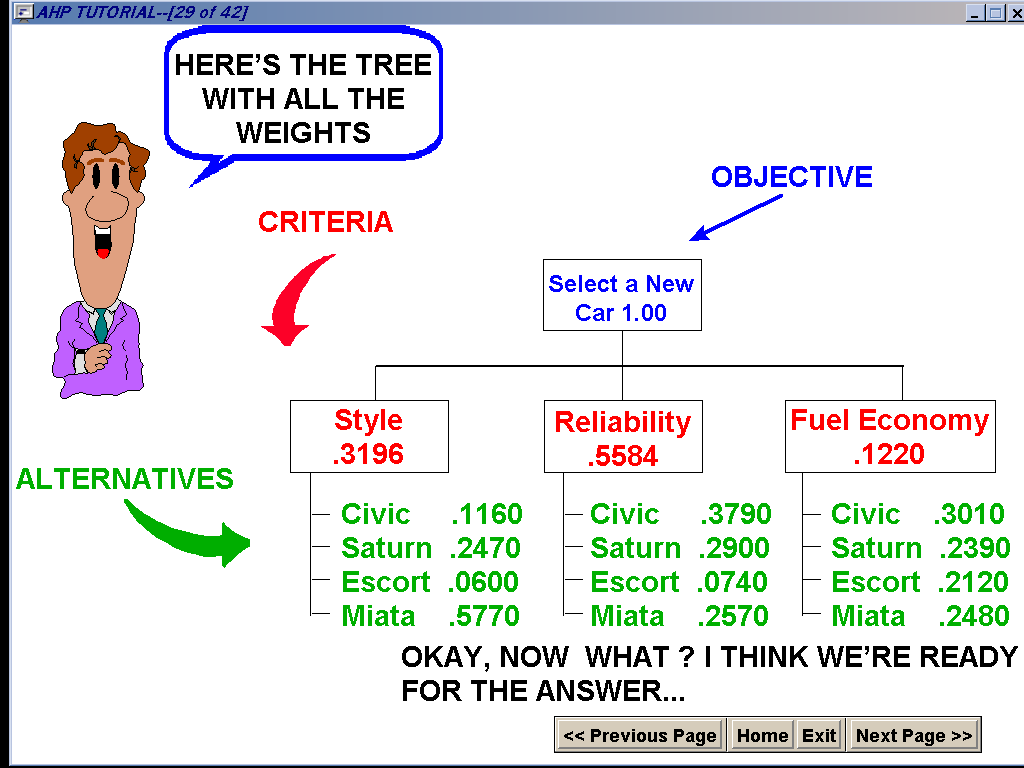 AHP TUTORIAL--[29 of 42]
HERE'S THE TREE
WITH ALL THE
WEIGHTS
OBJECTIVE
CRITERIA
Select a New
Car 1.00
Style
.3196
Reliability
.5584
Fuel Economy
.1220
ALTERNATIVES
Civic .1160
Saturn .2470
Escort .0600
Miata .5770
Civic .3790
Saturn .2900
Escort .0740
Miata .2570
Civic .3010
Saturn .2390
Escort .2120
Miata .2480
OKAY, NOW WHAT ? I THINK WE'RE READY
FOR THE ANSWER...
<< Previous Page Home Exit Next Page >>